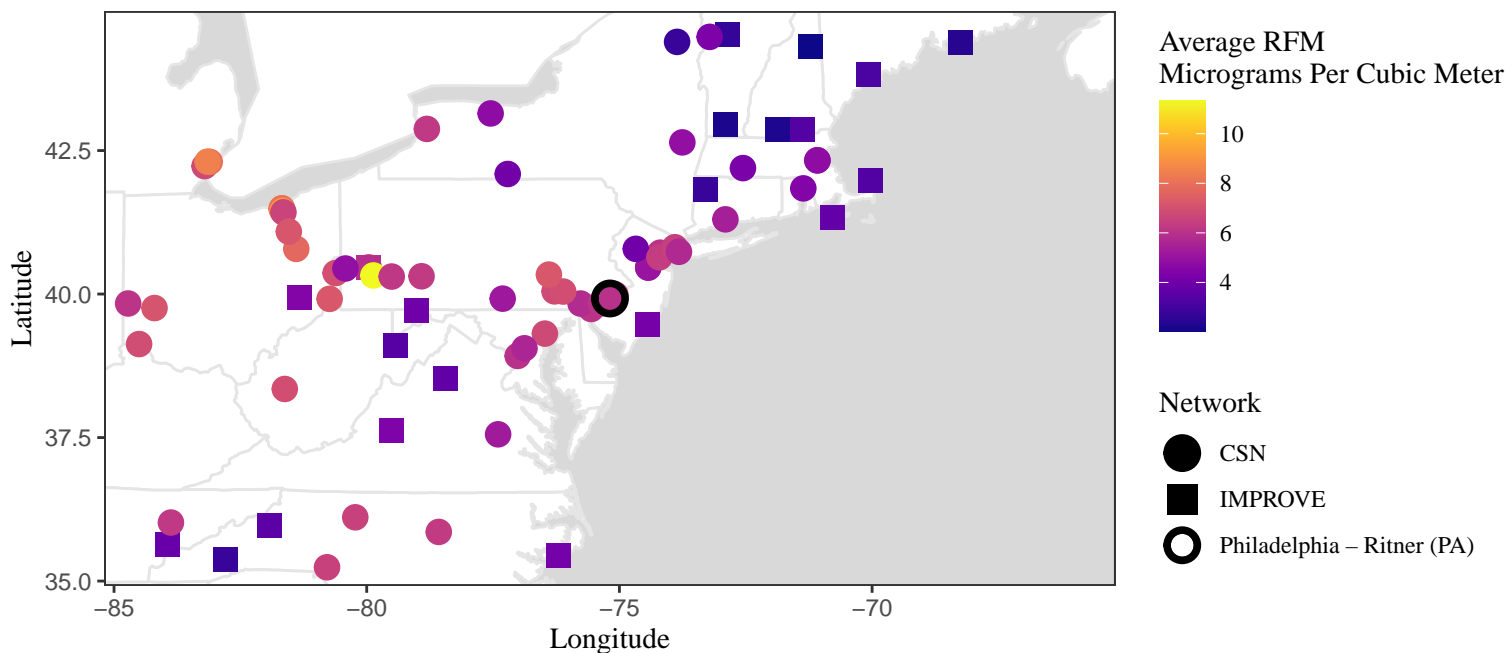 Average RFM
Micrograms Per Cubic Meter
10
8
6
4
Network
CSN
IMPROVE
Philadelphia – Ritner (PA)
Latitude
42.5
40.0
37.5
35.0
−85
−80
−75
−70
Longitude